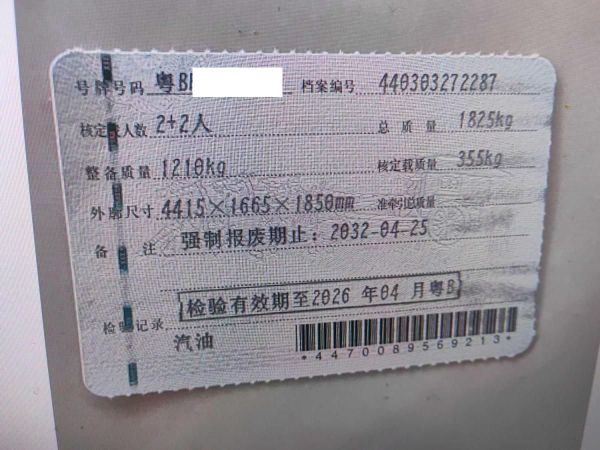 号牌号码 粤B 档案编号 440303272287
核定载人数 2+2人 总质量 1825kg
整备质量 1210kg 核定载质量 355kg
外廓尺寸 4415×1665×1850mm 准牵引总质量
备注 强制报废期止：2032-04-25
检验有效期至2026 年04 月粤B
检验记录
汽油
*4470089569213*